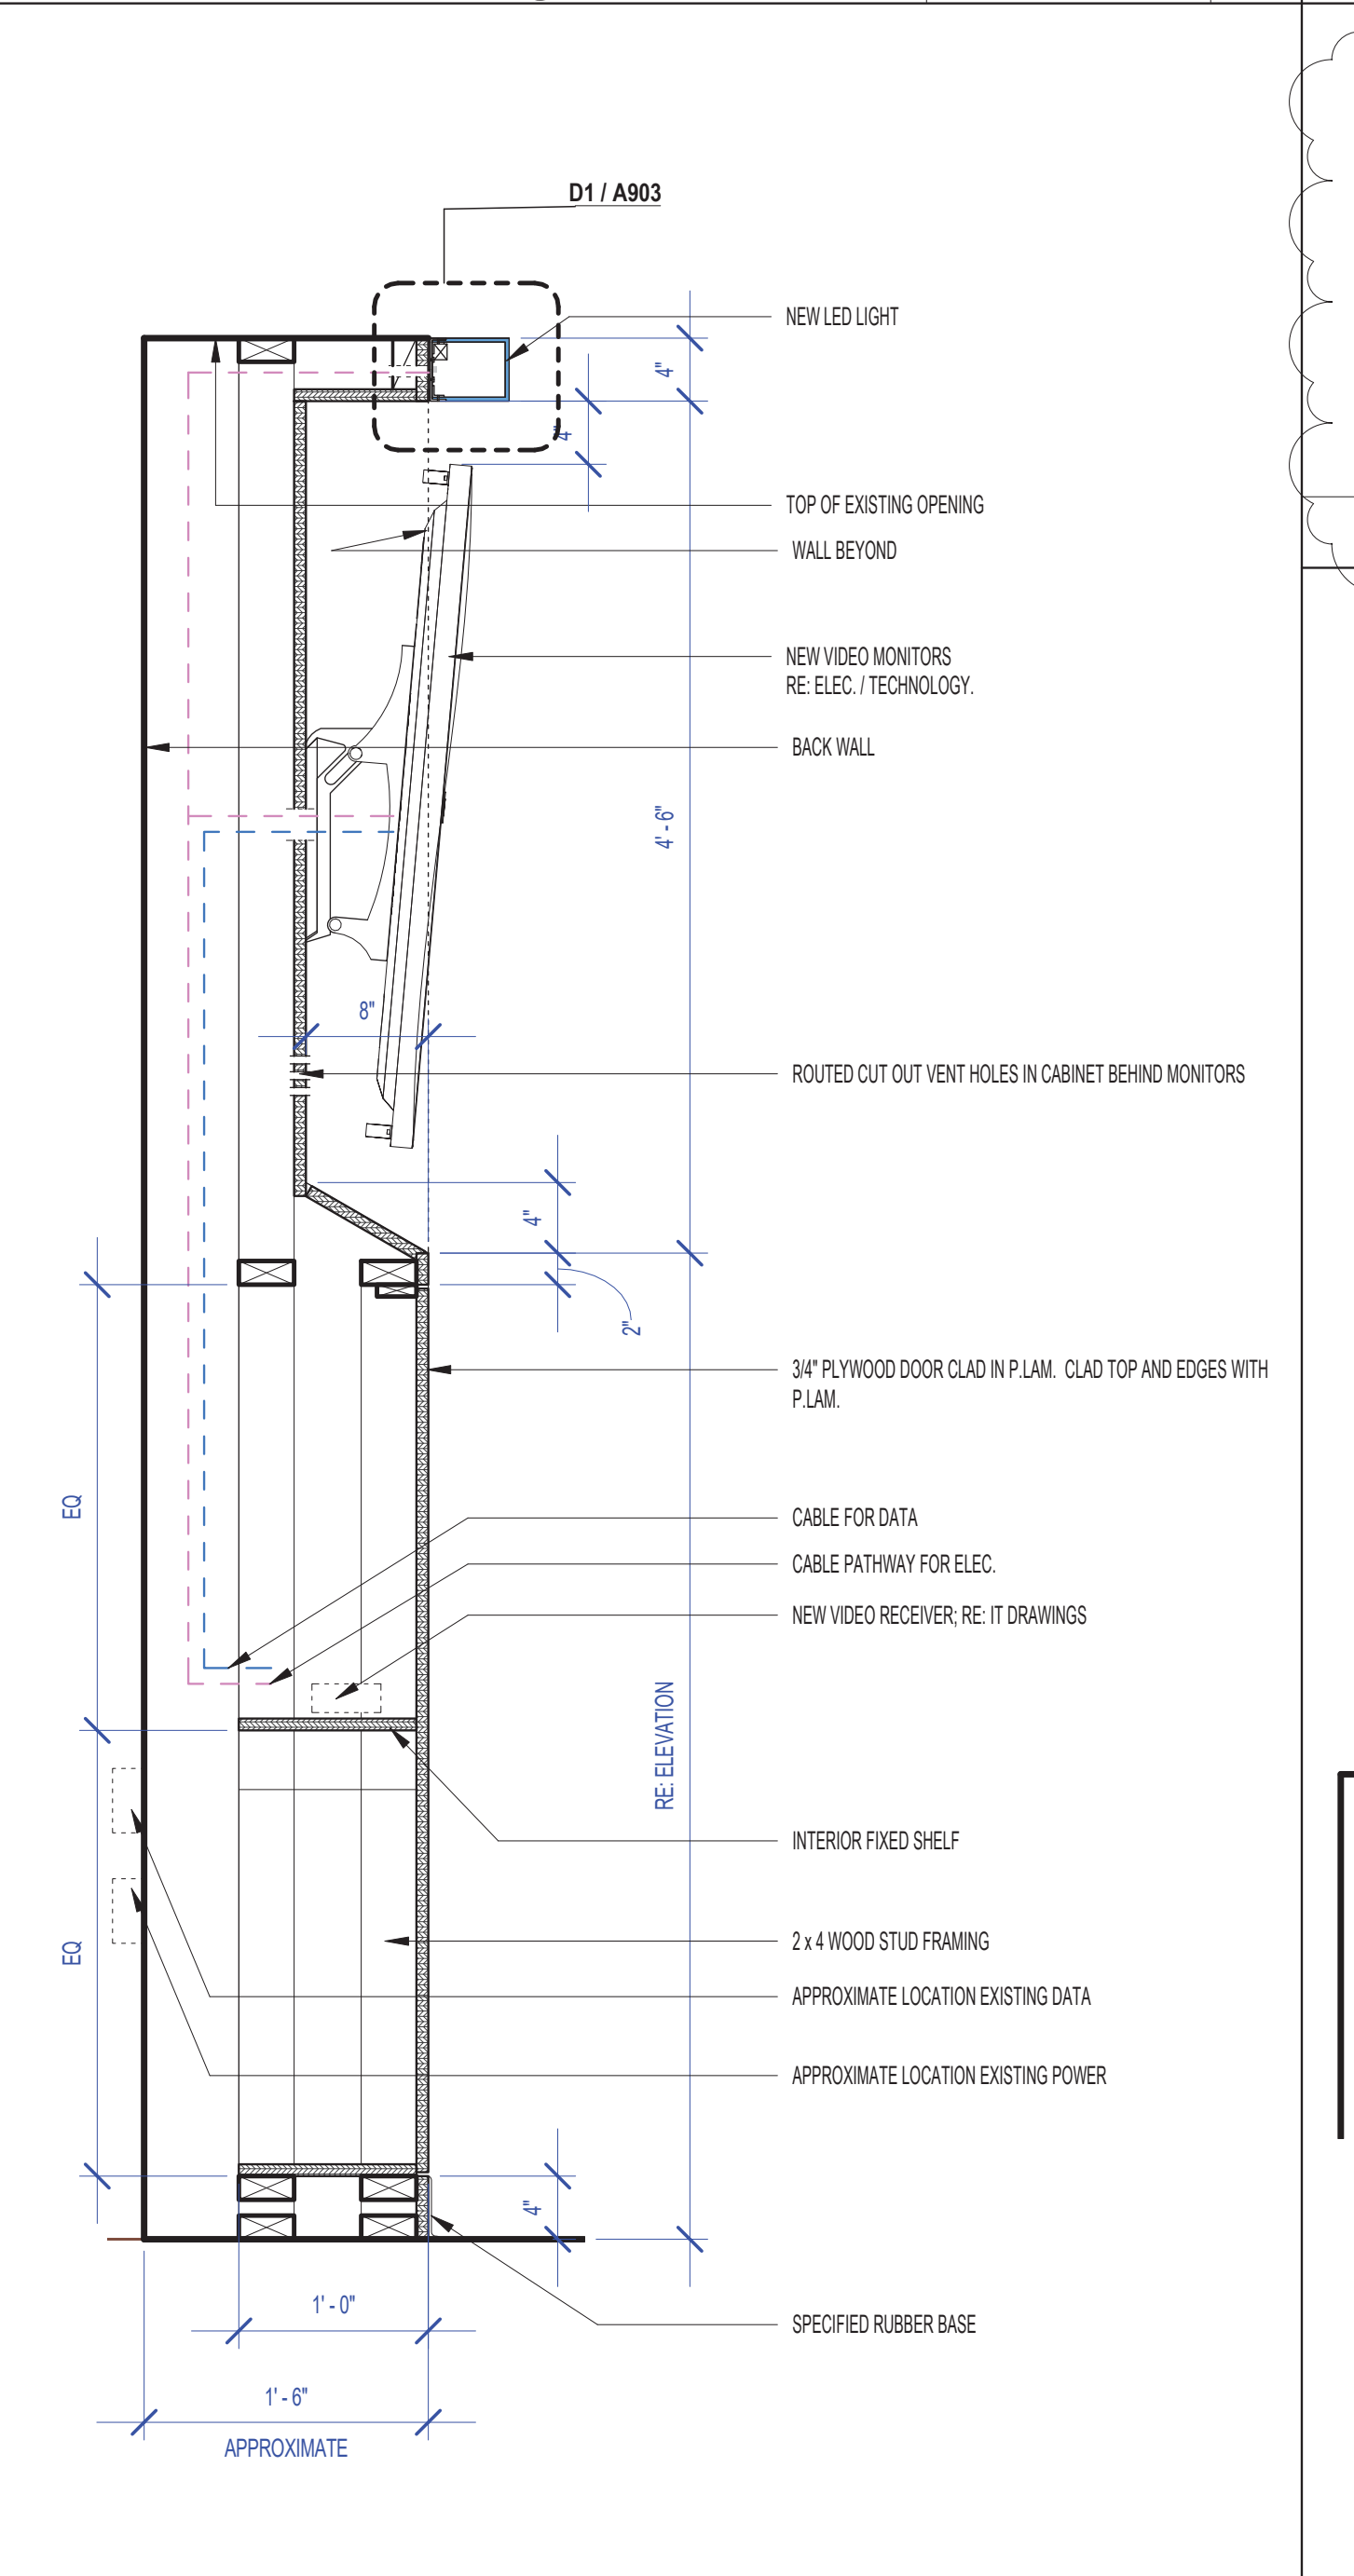 D1 / A903
NEW LED LIGHT
4"
4"
TOP OF EXISTING OPENING
WALL BEYOND
NEW VIDEO MONITORS
RE: ELEC. / TECHNOLOGY.
BACK WALL
4' - 6"
8"
ROUTED CUT OUT VENT HOLES IN CABINET BEHIND MONITORS
4"
2"
3/4" PLYWOOD DOOR CLAD IN P.LAM. CLAD TOP AND EDGES WITH
P.LAM.
EQ
CABLE FOR DATA
CABLE PATHWAY FOR ELEC.
NEW VIDEO RECEIVER; RE: IT DRAWINGS
RE: ELEVATION
INTERIOR FIXED SHELF
EQ
2 x 4 WOOD STUD FRAMING
APPROXIMATE LOCATION EXISTING DATA
APPROXIMATE LOCATION EXISTING POWER
4"
1' - 0"
SPECIFIED RUBBER BASE
1' - 6"
APPROXIMATE